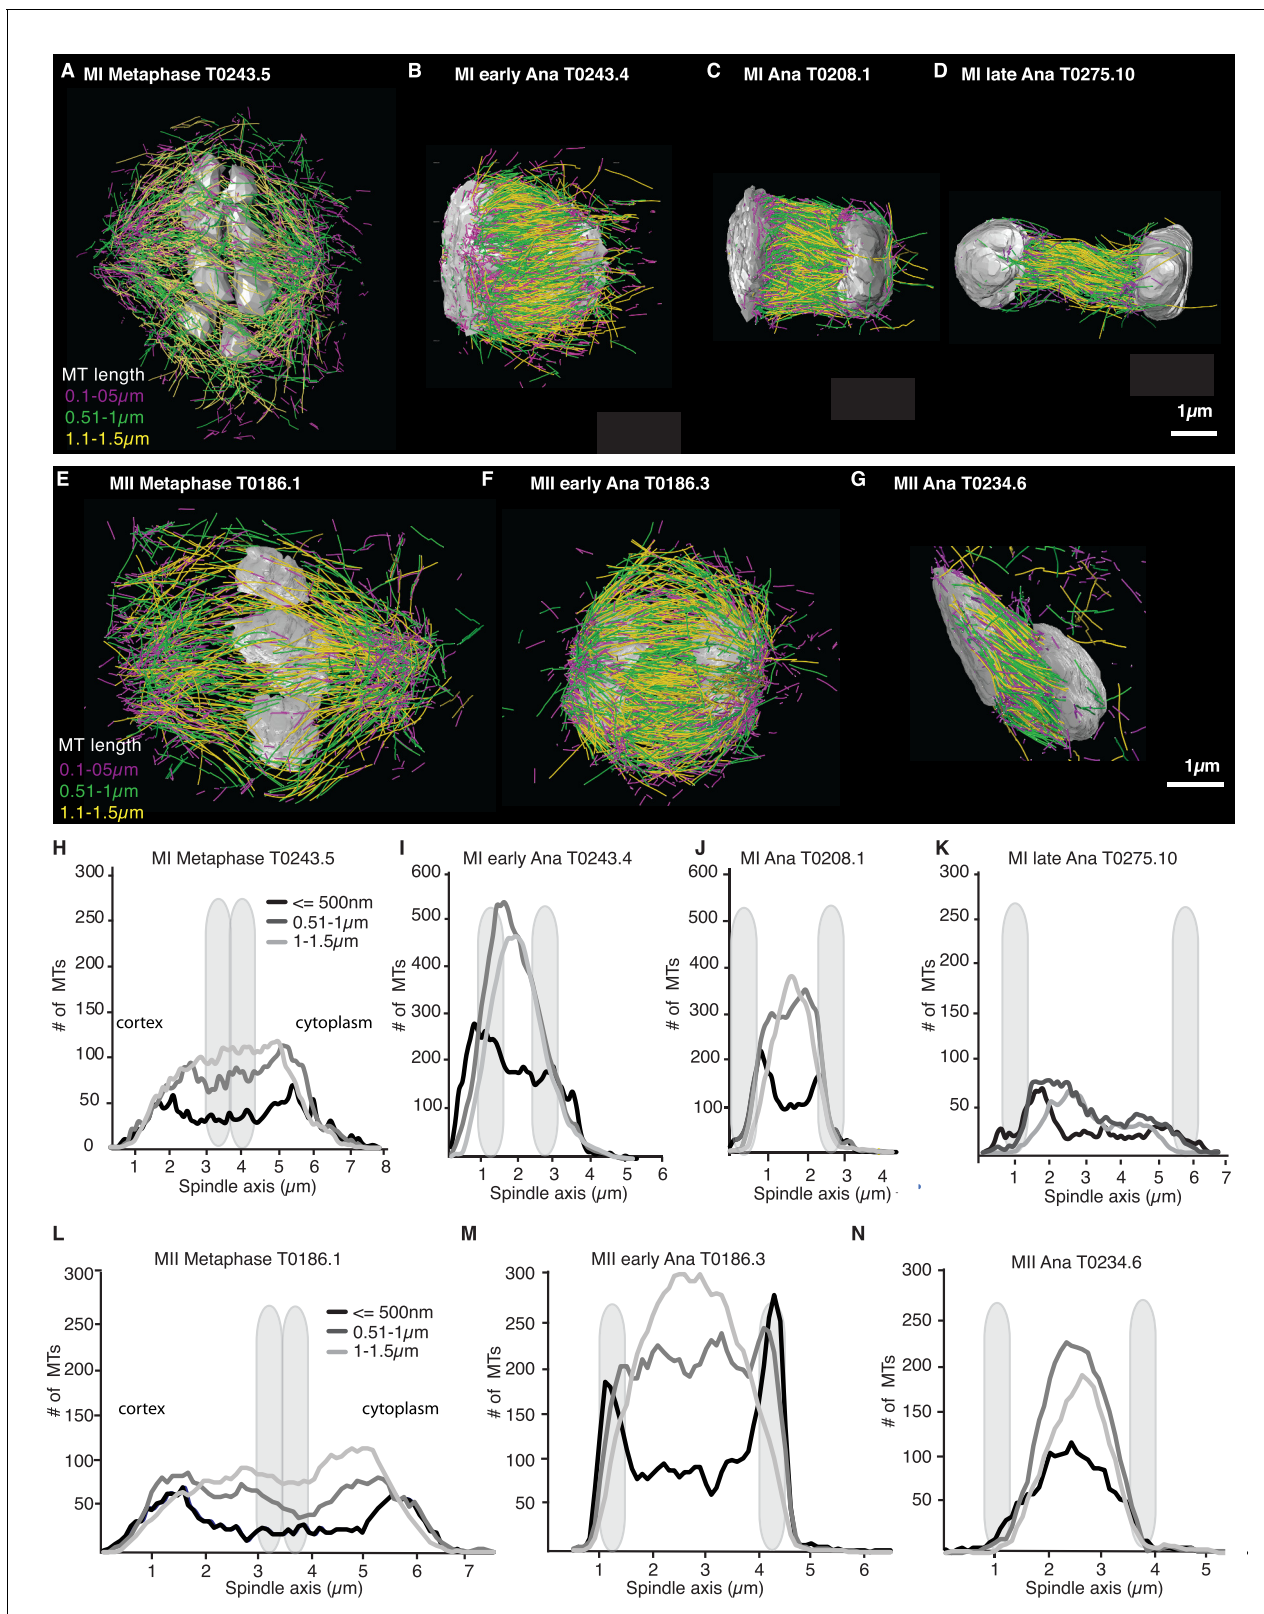 A MI Metaphase T0243.5
B MI early Ana T0243.4
C MI Ana T0208.1
D MI late Ana T0275.10
MT length
0.1-05µm
0.51-1µm
1.1-1.5µm
1µm
E MII Metaphase T0186.1
F MII early Ana T0186.3
G MII Ana T0234.6
MT length
0.1-05µm
0.51-1µm
1.1-1.5µm
1µm
H
MI Metaphase T0243.5
300
250
200
150
100
50
0
# of MTs
<= 500nm
0.51-1µm
1-1.5µm
cortex
cytoplasm
1 2 3 4 5 6 7 8
Spindle axis (µm)
I
MI early Ana T0243.4
600
500
400
300
200
100
# of MTs
1 2 3 4 5 6
Spindle axis (µm)
J
MI Ana T0208.1
600
500
400
300
200
100
# of MTs
1 2 3 4
Spindle axis (µm)
K
MI late Ana T0275.10
300
250
200
150
100
50
# of MTs
1 2 3 4 5 6 7
Spindle axis (µm)
L
MII Metaphase T0186.1
300
250
200
150
100
50
# of MTs
<= 500nm
0.51-1µm
1-1.5µm
cortex
cytoplasm
1 2 3 4 5 6 7
Spindle axis (µm)
M
MII early Ana T0186.3
300
250
200
150
100
50
# of MTs
1 2 3 4 5 6
Spindle axis (µm)
N
MII Ana T0234.6
300
250
200
150
100
50
# of MTs
1 2 3 4 5
Spindle axis (µm)